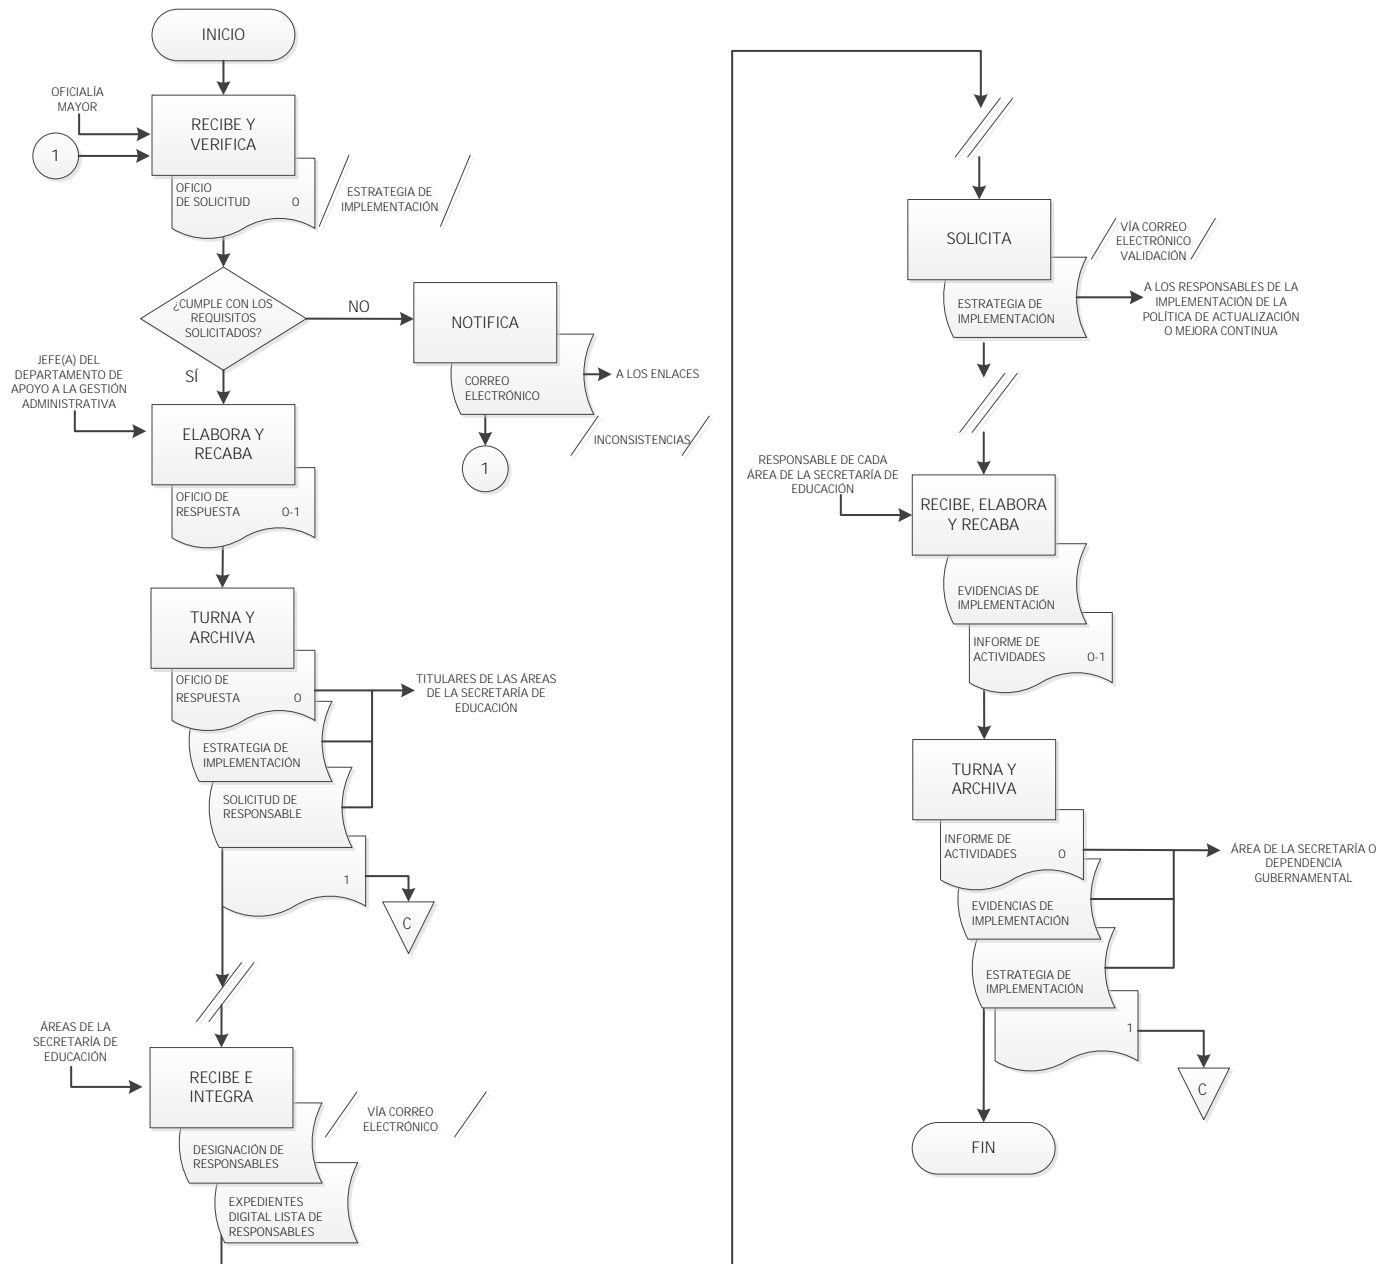 INICIO
OFICIALÍA
MAYOR
RECIBE Y
VERIFICA
1
OFICIO
DE SOLICITUD 0
ESTRATEGIA DE
IMPLEMENTACIÓN
¿CUMPLE CON LOS
REQUISITOS
SOLICITADOS?
NO
NOTIFICA
CORREO
ELECTRÓNICO
A LOS ENLACES
INCONSISTENCIAS
1
SÍ
JEFE(A) DEL
DEPARTAMENTO DE
APOYO A LA GESTIÓN
ADMINISTRATIVA
ELABORA Y
RECABA
OFICIO DE
RESPUESTA 0-1
TURNA Y
ARCHIVA
OFICIO DE
RESPUESTA 0
TITULARES DE LAS ÁREAS
DE LA SECRETARÍA DE
EDUCACIÓN
ESTRATEGIA DE
IMPLEMENTACIÓN
SOLICITUD DE
RESPONSABLE
1
C
ÁREAS DE LA
SECRETARÍA DE
EDUCACIÓN
RECIBE E
INTEGRA
VÍA CORREO
ELECTRÓNICO
DESIGNACIÓN DE
RESPONSABLES
EXPEDIENTES
DIGITAL LISTA DE
RESPONSABLES
SOLICITA
VÍA CORREO
ELECTRÓNICO
VALIDACIÓN
ESTRATEGIA DE
IMPLEMENTACIÓN
A LOS RESPONSABLES DE LA
IMPLEMENTACIÓN DE LA
POLÍTICA DE ACTUALIZACIÓN
O MEJORA CONTINUA
RESPONSABLE DE CADA
ÁREA DE LA SECRETARÍA DE
EDUCACIÓN
RECIBE, ELABORA
Y RECABA
EVIDENCIAS DE
IMPLEMENTACIÓN
INFORME DE
ACTIVIDADES 0-1
TURNA Y
ARCHIVA
INFORME DE
ACTIVIDADES 0
ÁREA DE LA SECRETARÍA O
DEPENDENCIA
GUBERNAMENTAL
EVIDENCIAS DE
IMPLEMENTACIÓN
ESTRATEGIA DE
IMPLEMENTACIÓN
1
C
FIN